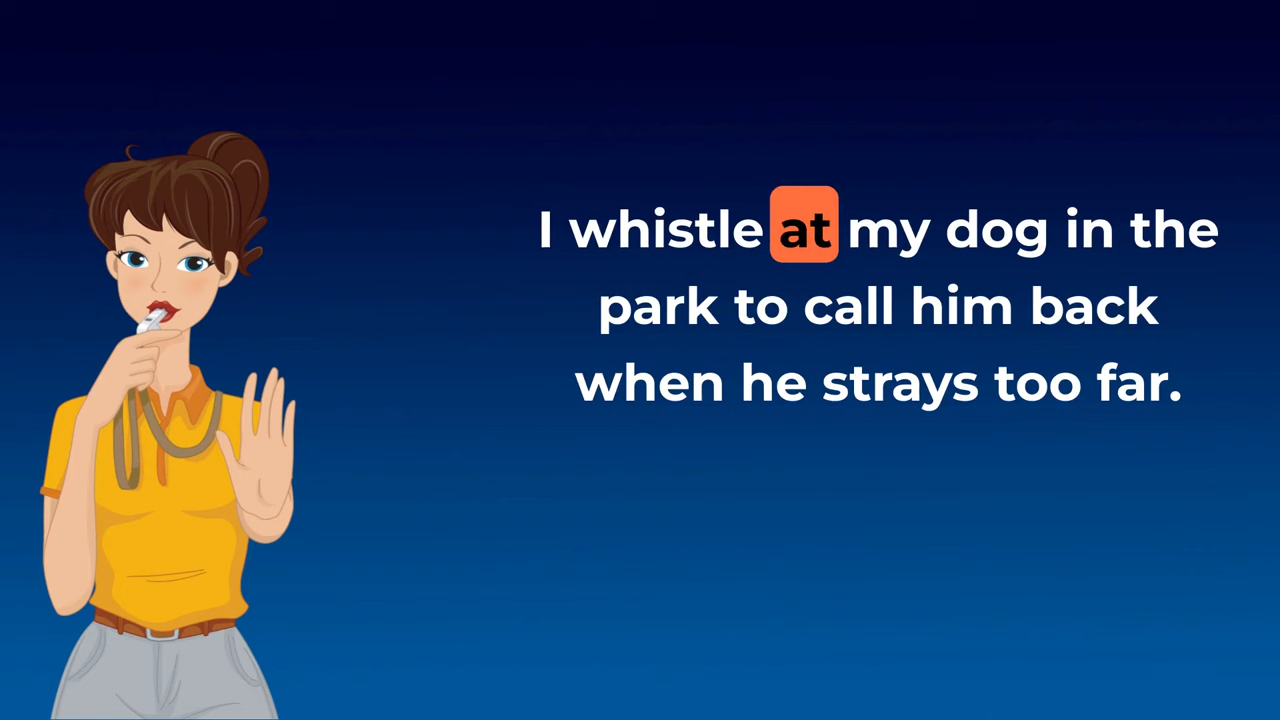 I whistle at my dog in the
park to call him back
when he strays too far.